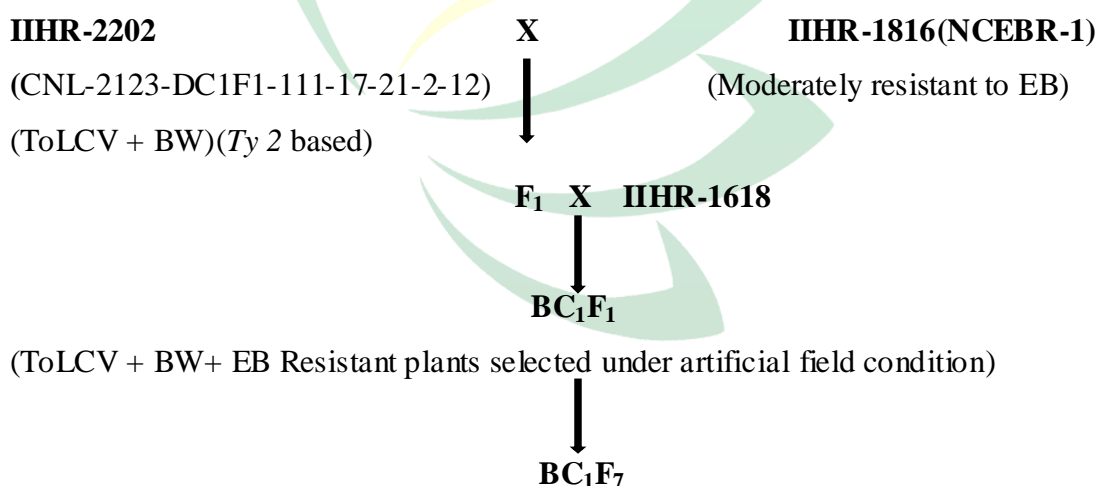 IIHR-2202 X IIHR-1816(NCEBR-1)
(CNL-2123-DC1F1-111-17-21-2-12) (Moderately resistant to EB)
(ToLCV + BW)(Ty 2 based)
F₁ X IIHR-1618
BC₁F₁
(ToLCV + BW+ EB Resistant plants selected under artificial field condition)
BC₁F₇